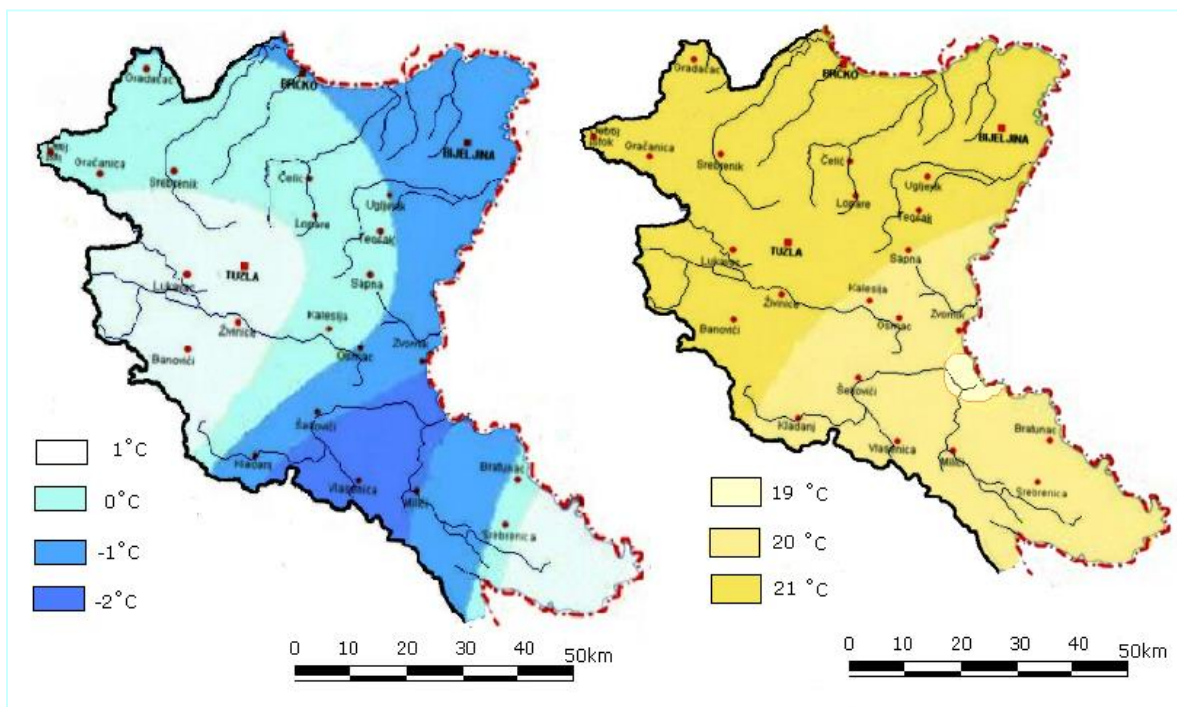 Gradačac
BRČKO
BIJELJINA
Gračanica
Srebrenik
Čelić
Ugljevik
Lopare
Teočak
TUZLA
Sapna
Lukavac
Kalesija
Živinice
Osmac
Zvornik
Banovići
Šekovići
Kladanj
Bratunac
Vlasenica
Milići
Srebrenica
1°C
0°C
-1°C
-2°C
0 10 20 30 40 50km
Gradačac
BRČKO
BIJELJINA
Gračanica
Srebrenik
Čelić
Ugljevik
Lopare
Teočak
TUZLA
Sapna
Lukavac
Kalesija
Živinice
Osmac
Zvornik
Banovići
Šekovići
Kladanj
Bratunac
Vlasenica
Milići
Srebrenica
19 °C
20 °C
21 °C
0 10 20 30 40 50km